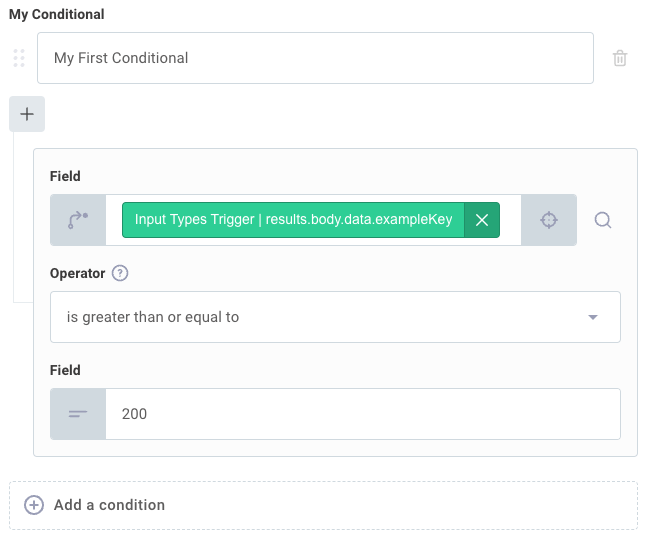 My Conditional
My First Conditional
Field
Input Types Trigger | results.body.data.exampleKey
Operator ?
is greater than or equal to
Field
200
Add a condition